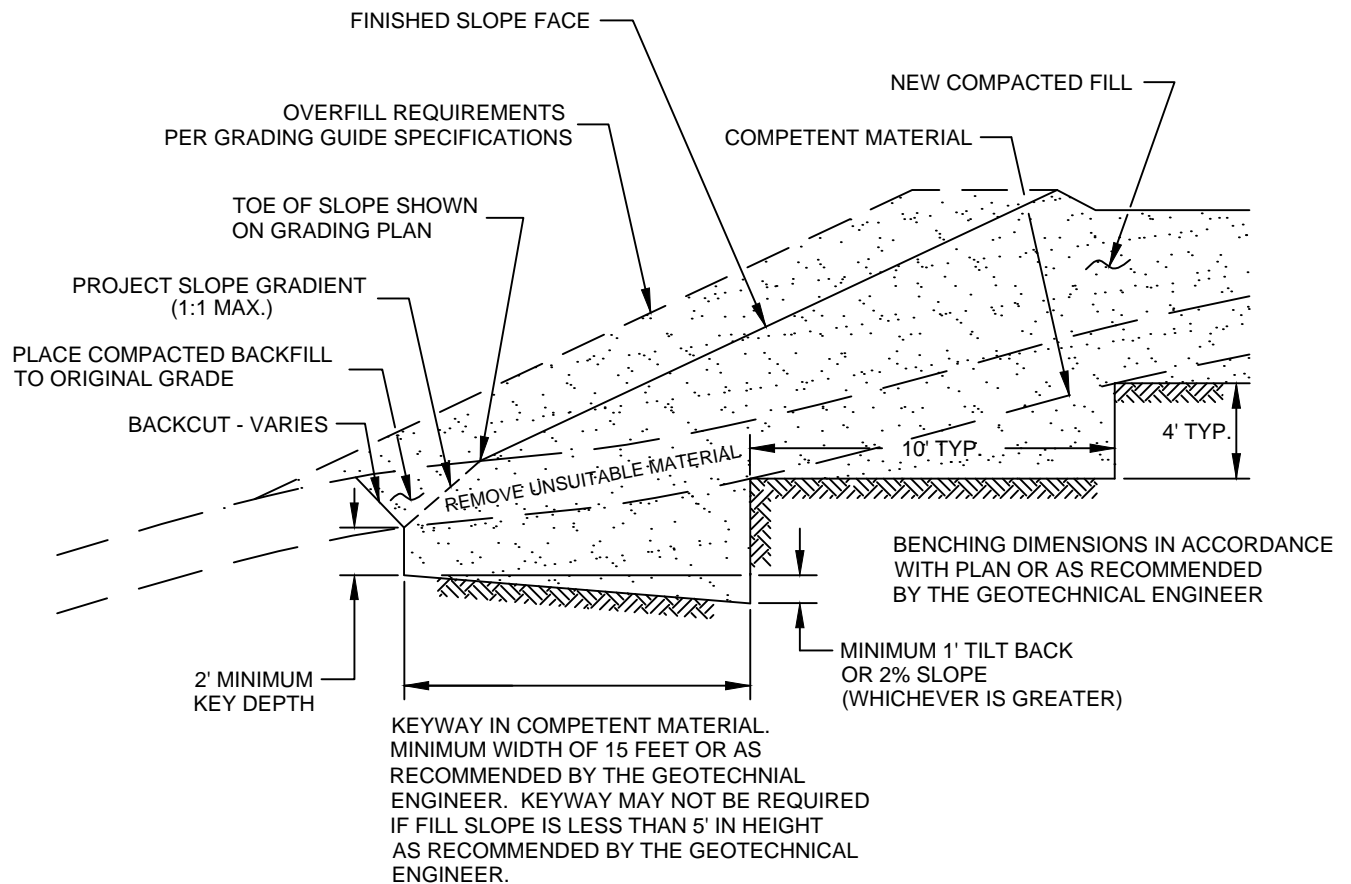 FINISHED SLOPE FACE
NEW COMPACTED FILL
OVERFILL REQUIREMENTS
PER GRADING GUIDE SPECIFICATIONS
COMPETENT MATERIAL
TOE OF SLOPE SHOWN
ON GRADING PLAN
PROJECT SLOPE GRADIENT
(1:1 MAX.)
PLACE COMPACTED BACKFILL
TO ORIGINAL GRADE
BACKCUT - VARIES
4' TYP.
10' TYP.
REMOVE UNSUITABLE MATERIAL
BENCHING DIMENSIONS IN ACCORDANCE
WITH PLAN OR AS RECOMMENDED
BY THE GEOTECHNICAL ENGINEER
MINIMUM 1' TILT BACK
OR 2% SLOPE
(WHICHEVER IS GREATER)
2' MINIMUM
KEY DEPTH
KEYWAY IN COMPETENT MATERIAL.
MINIMUM WIDTH OF 15 FEET OR AS
RECOMMENDED BY THE GEOTECHNIAL
ENGINEER. KEYWAY MAY NOT BE REQUIRED
IF FILL SLOPE IS LESS THAN 5' IN HEIGHT
AS RECOMMENDED BY THE GEOTECHNICAL
ENGINEER.